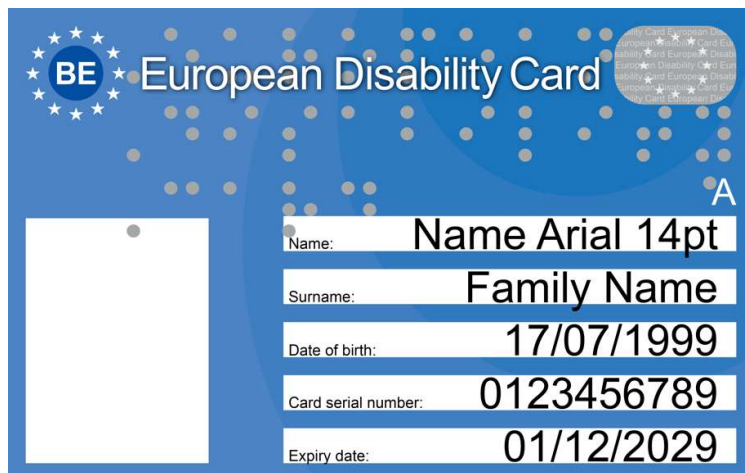 BE
European Disability Card
A
Name: Name Arial 14pt
Surname: Family Name
Date of birth: 17/07/1999
Card serial number: 0123456789
Expiry date: 01/12/2029